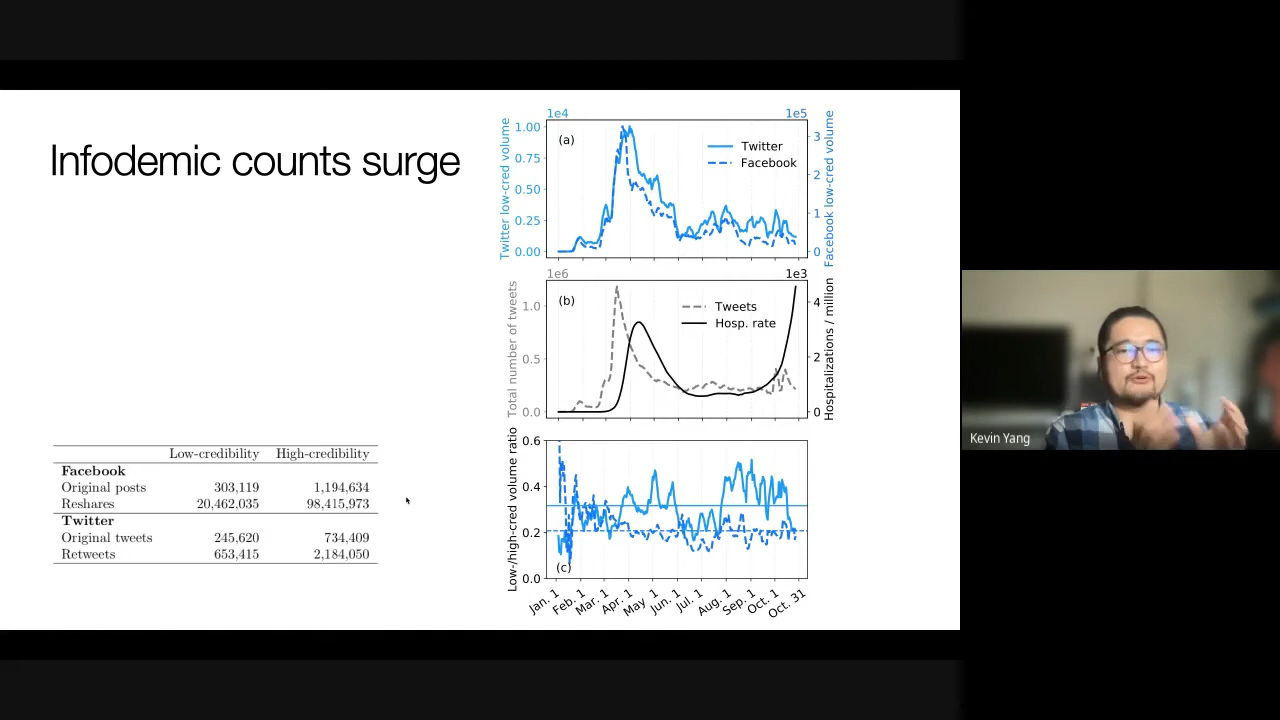 Infodemic counts surge
Low-credibility High-credibility
Facebook
Original posts 303,119 1,194,634
Reshares 20,462,035 98,415,973
Twitter
Original tweets 245,620 734,409
Retweets 653,415 2,184,050
1e4 1e5
(a)
Twitter
Facebook
Twitter low-cred volume
1.00
0.75
0.50
0.25
0.00
3
2
1
0
Facebook low-cred volume
1e6 1e3
(b)
Tweets
Hosp. rate
Total number of tweets
1.0
0.5
0.0
4
2
0
Hospitalizations / million
Low-/high-cred volume ratio
0.6
0.4
0.2
0.0
(c)
Jan. 1 Feb. 1 Mar. 1 Apr. 1 May 1 Jun. 1 Jul. 1 Aug. 1 Sep. 1 Oct. 1 Oct. 31
Kevin Yang